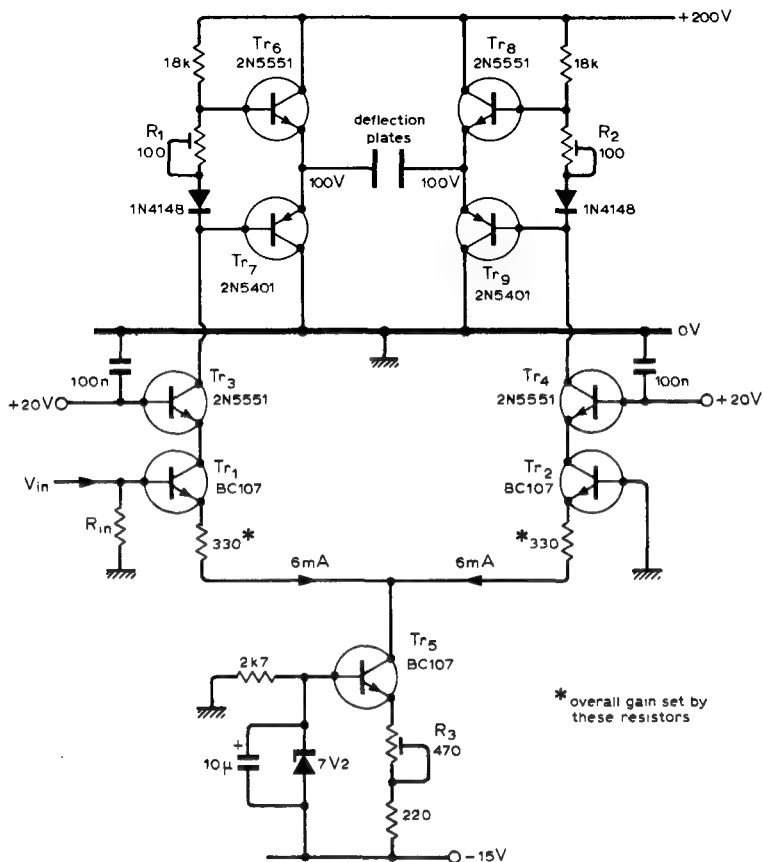 +200V
Tr6
2N5551
Tr8
2N5551
18k
18k
deflection
plates
R1
100
R2
100
100V
100V
1N4148
1N4148
Tr7
2N5401
Tr9
2N5401
0V
100n
100n
Tr3
2N5551
Tr4
2N5551
+20V
+20V
Tr1
BC107
Tr2
BC107
Vin
Rin
330*
*330
6mA
6mA
Tr5
BC107
2k7
* overall gain set by
these resistors
R3
470
+
10μ
7V2
220
-15V